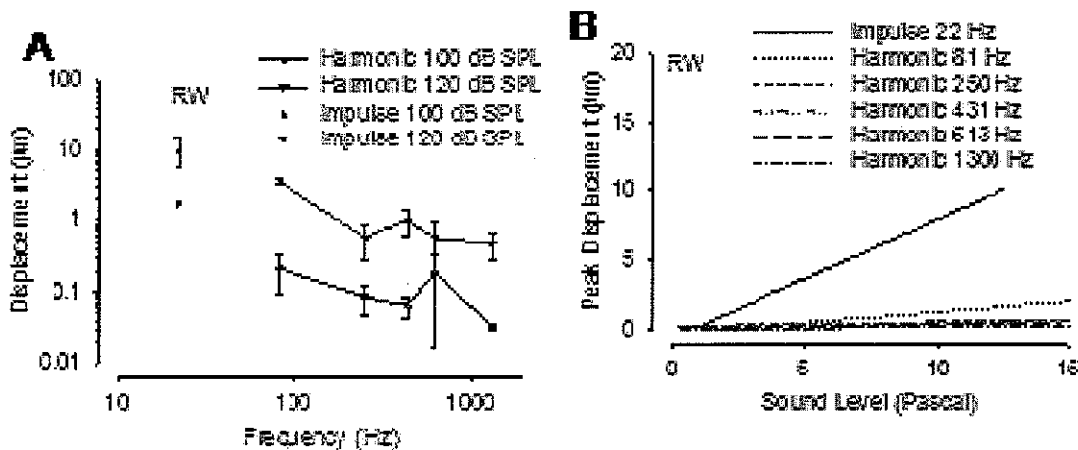 A
Harmonic 100 dB SPL
Harmonic 120 dB SPL
Impulse 100 dB SPL
Impulse 120 dB SPL
RW
Displacement (µm)
100
10
1
0.1
0.01
10
100
1000
Frequency (Hz)
B
Impulse 22 Hz
Harmonic 81 Hz
Harmonic
Harmonic 431 Hz
Harmonic 613 Hz
Harmonic 1300 Hz
RW
Peak Displacement (µm)
20
15
10
5
0
0
5
10
Sound Level (Pascal)